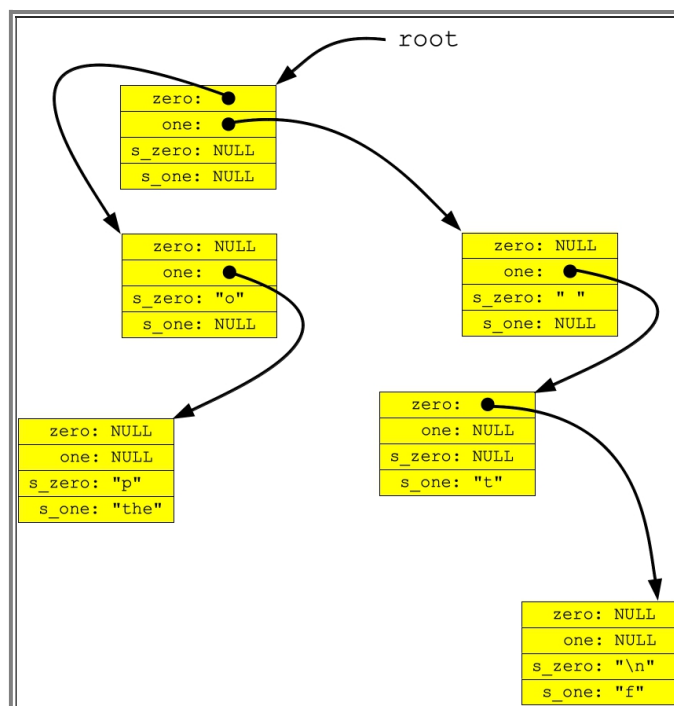 root
zero:
one:
s_zero: NULL
s_one: NULL
zero: NULL
one:
s_zero: "o"
s_one: NULL
zero: NULL
one:
s_zero: " "
s_one: NULL
zero: NULL
one: NULL
s_zero: "p"
s_one: "the"
zero:
one: NULL
s_zero: NULL
s_one: "t"
zero: NULL
one: NULL
s_zero: "\n"
s_one: "f"